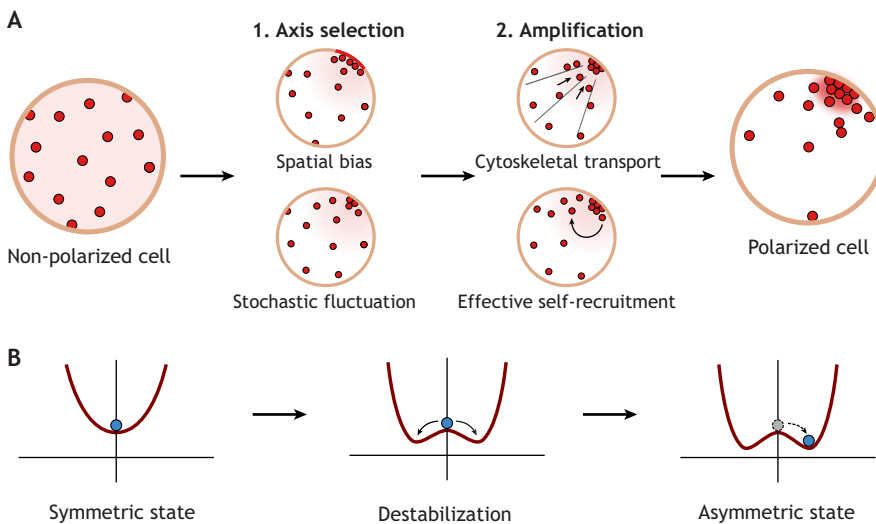 A
1. Axis selection
2. Amplification
Spatial bias
Cytoskeletal transport
Non-polarized cell
Polarized cell
Stochastic fluctuation
Effective self-recruitment
B
Symmetric state
Destabilization
Asymmetric state